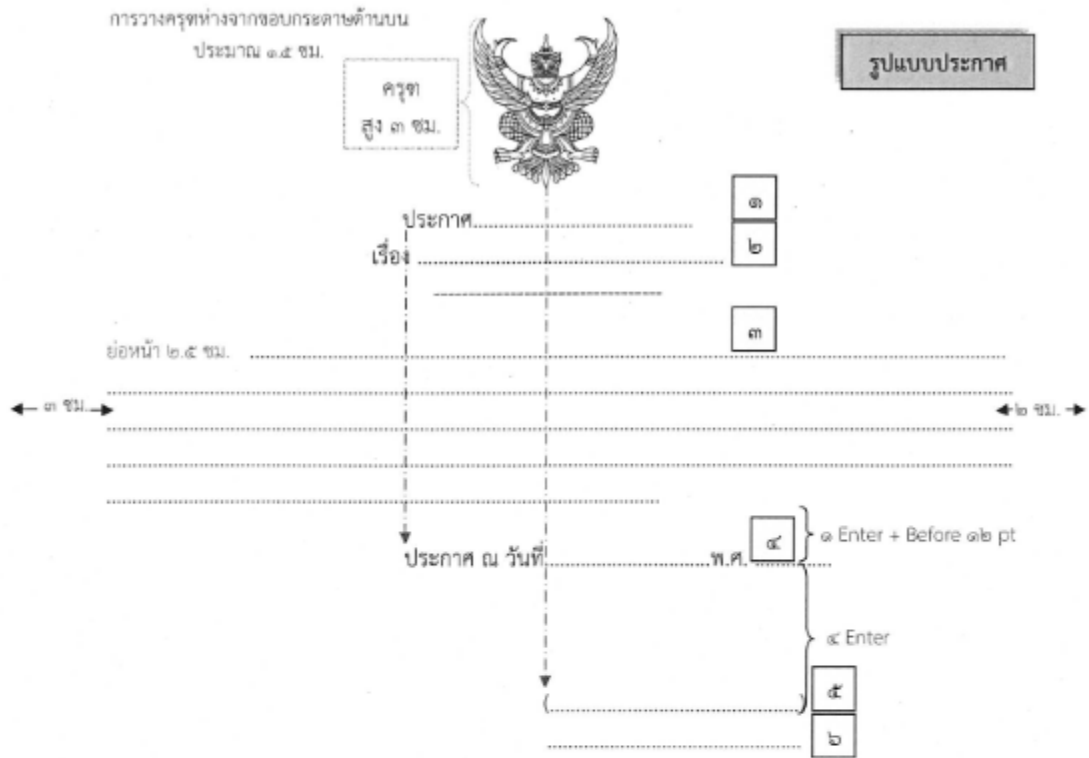 การวางครุฑห่างจากขอบกระดาษด้านบน
ประมาณ ๑.๕ ซม.
รูปแบบประกาศ
ครุฑ
สูง ๓ ซม.
ประกาศ............................ ๑
เรื่อง ............................ ๒
๓
ย่อหน้า ๒.๕ ซม. ............................
๓ ซม. ๒ ซม.
๑ Enter + Before ๑๒ pt
ประกาศ ณ วันที่............................พ.ศ. ............ ๔
๔ Enter
(............................) ๕
............................ ๖